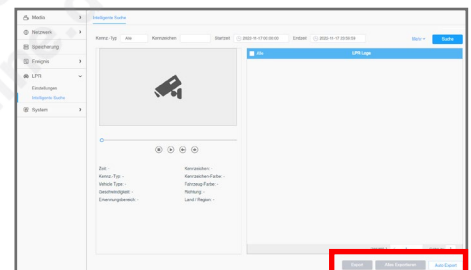 Media
Intelligente Suche
Netzwerk
Kennz.-Typ Alle Kennzeichen Startzeit 2022-11-17 00:00:00 Endzeit 2022-11-17 23:59:59 Mehr Suche
Speicherung
Alle LPR Logs
Ereignis
LPR
Einstellungen
Intelligente Suche
System
Zeit: - Kennzeichen: -
Kennz.-Typ: - Kennzeichen-Farbe: -
Vehicle Type: - Fahrzeug-Farbe: -
Geschwindigkeit: - Richtung: -
Erkennungsbereich: - Land / Region: -
Export Alles Exportieren Auto Export